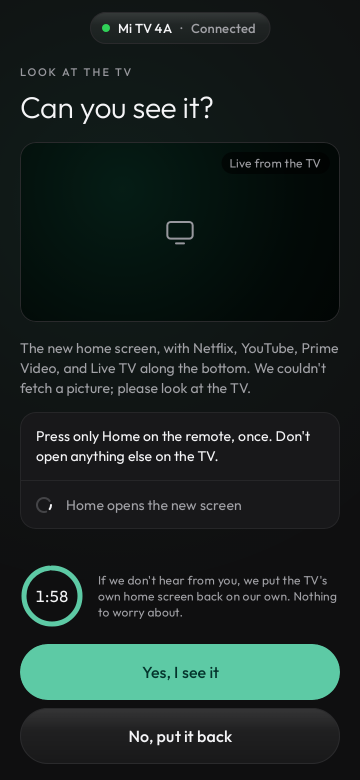 Mi TV 4A · Connected
LOOK AT THE TV
Can you see it?
Live from the TV
The new home screen, with Netflix, YouTube, Prime
Video, and Live TV along the bottom. We couldn't
fetch a picture; please look at the TV.
Press only Home on the remote, once. Don't
open anything else on the TV.
Home opens the new screen
1:58
If we don't hear from you, we put the TV's
own home screen back on our own. Nothing
to worry about.
Yes, I see it
No, put it back